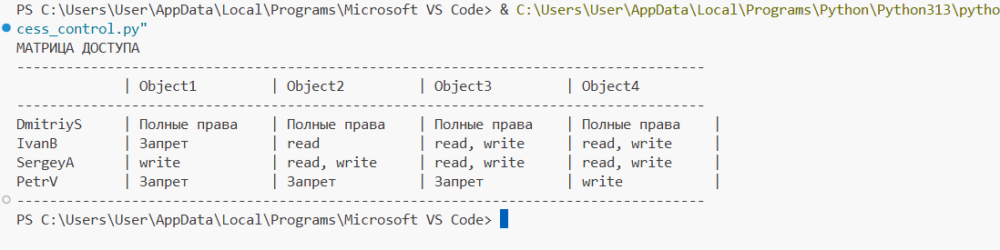 PS C:\Users\User\AppData\Local\Programs\Microsoft VS Code> & C:\Users\User\AppData\Local\Programs\Python\Python313\pytho
cess_control.py"
МАТРИЦА ДОСТУПА
------------------------------------------------------------------------------------
             | Object1         | Object2         | Object3         | Object4
------------------------------------------------------------------------------------
DmitriyS     | Полные права    | Полные права    | Полные права    | Полные права    |
IvanB        | Запрет          | read            | read, write     | read, write     |
SergeyA      | write           | read, write     | read, write     | read, write     |
PetrV        | Запрет          | Запрет          | Запрет          | write           |
------------------------------------------------------------------------------------
PS C:\Users\User\AppData\Local\Programs\Microsoft VS Code>